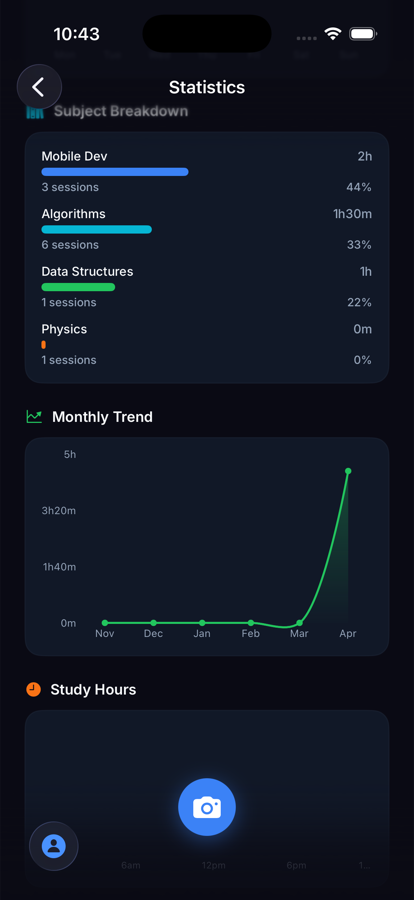 10:43
Statistics
Subject Breakdown
Mobile Dev 2h
3 sessions 44%
Algorithms 1h30m
6 sessions 33%
Data Structures 1h
1 sessions 22%
Physics 0m
1 sessions 0%
Monthly Trend
5h
3h20m
1h40m
0m
Nov Dec Jan Feb Mar Apr
Study Hours
6am 12pm 6pm 1...